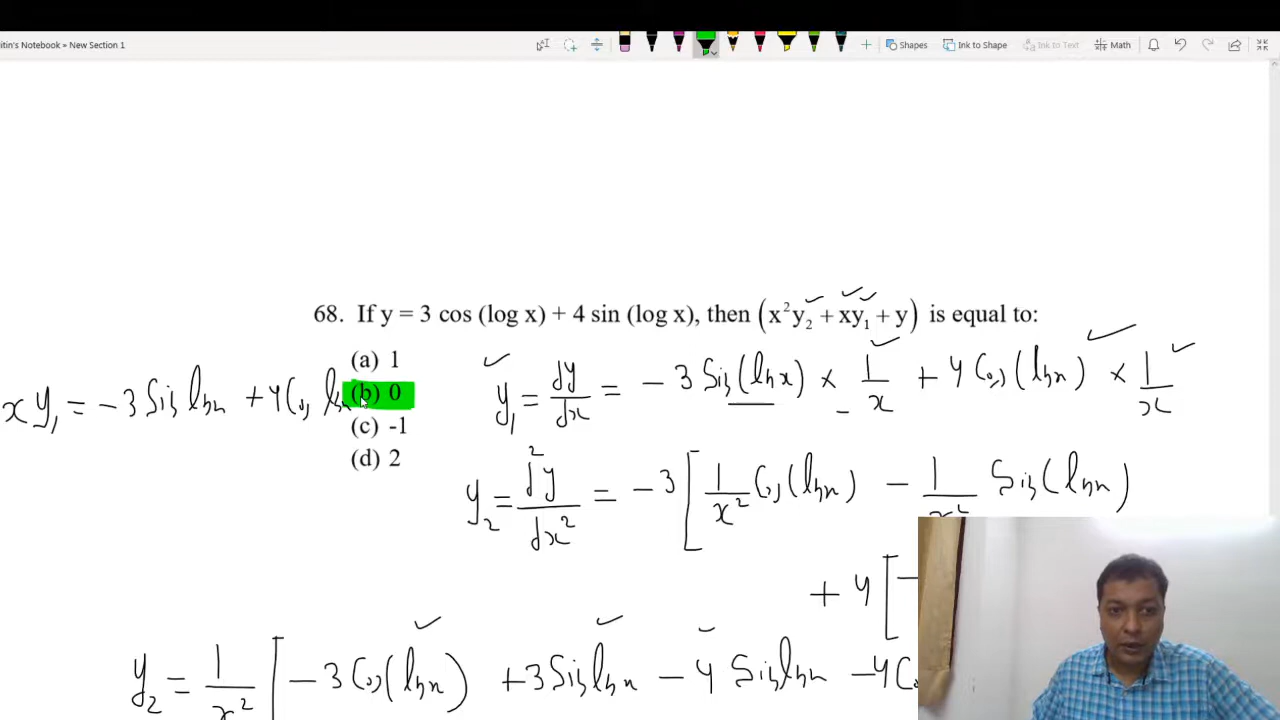 itin's Notebook » New Section 1
Shapes Ink to Shape Ink to Text Math
68. If y = 3 cos (log x) + 4 sin (log x), then (x²y₂ + xy₁ + y) is equal to:
(a) 1
(b) 0
(c) -1
(d) 2
y₁ = dy/dx = -3 Sin(lnx) × 1/x + 4 Cos(lnx) × 1/x
xy₁ = -3 Sin lnx + 4 Cos ln
y₂ = d²y/dx² = -3[1/x² Cos(lnx) - 1/x² Sin(lnx)
+ 4[
y₂ = 1/x² [-3 Cos(lnx) + 3 Sin lnx - 4 Sin lnx - 4 Co